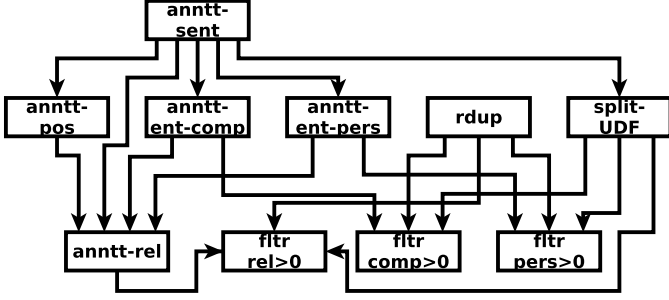 anntt-
sent
anntt-
pos
anntt-
ent-comp
anntt-
ent-pers
rdup
split-
UDF
anntt-rel
fltr
rel>0
fltr
comp>0
fltr
pers>0